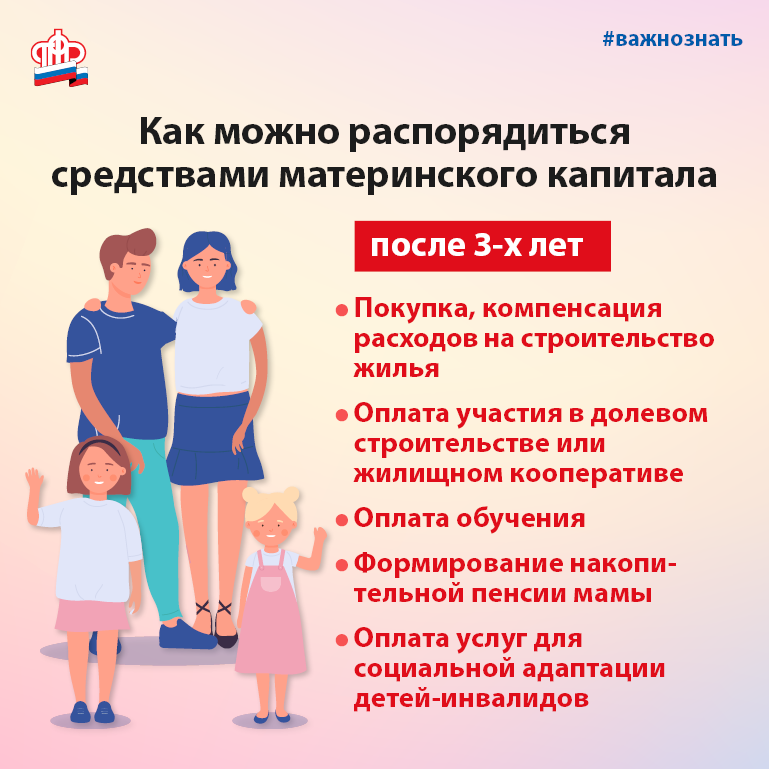 #важнознать
Как можно распорядиться
средствами материнского капитала
после 3-х лет
Покупка, компенсация
расходов на строительство
жилья
Оплата участия в долевом
строительстве или
жилищном кооперативе
Оплата обучения
Формирование накопи-
тельной пенсии мамы
Оплата услуг для
социальной адаптации
детей-инвалидов